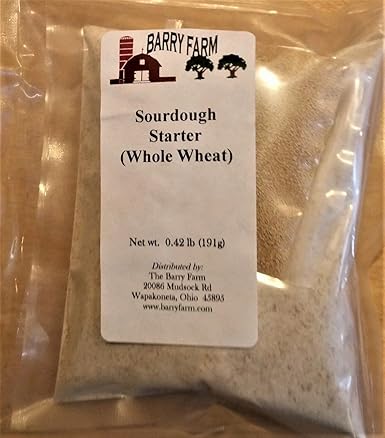 BARRY FARM
Sourdough
Starter
(Whole Wheat)
Net wt. 0.42 lb (191g)
Distributed by:
The Barry Farm
20086 Mudsock Rd
Wapakoneta, Ohio 45895
www.barryfarm.com